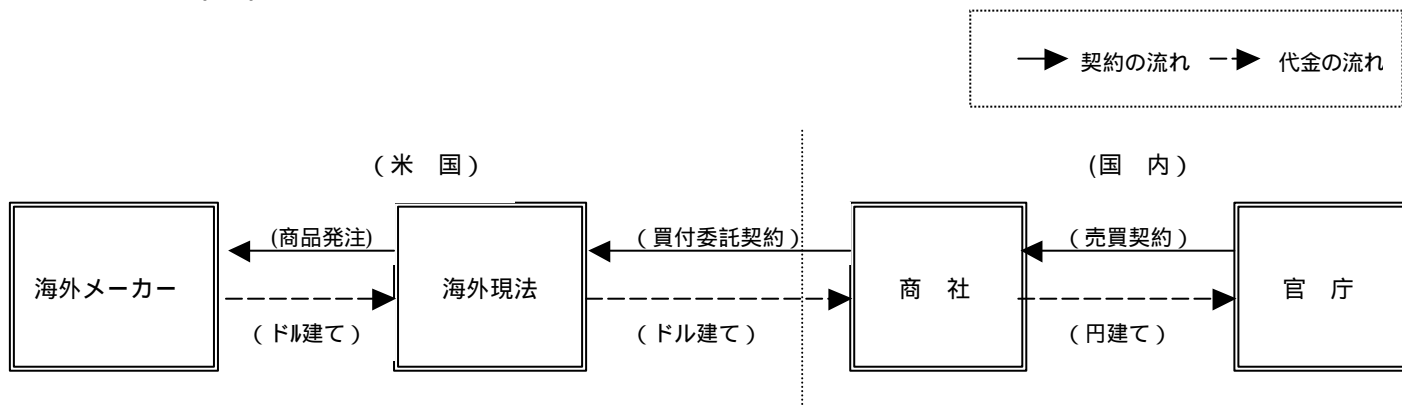 契約の流れ 代金の流れ
(米 国) (国 内)
(商品発注) (買付委託契約) (売買契約)
海外メーカー 海外現法 商 社 官 庁
(ドル建て) (ドル建て) (円建て)